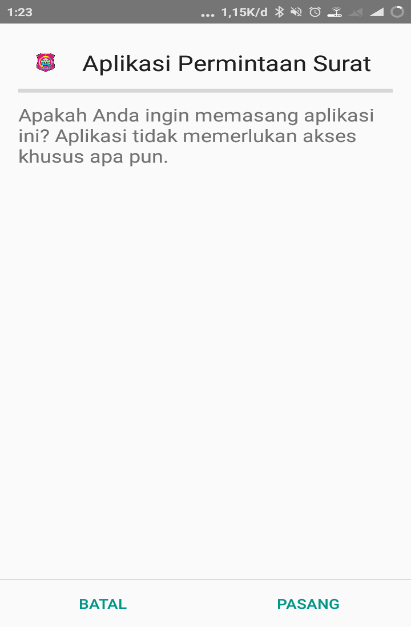 1:23 ... 1,15K/d
Aplikasi Permintaan Surat
Apakah Anda ingin memasang aplikasi
ini? Aplikasi tidak memerlukan akses
khusus apa pun.
BATAL PASANG